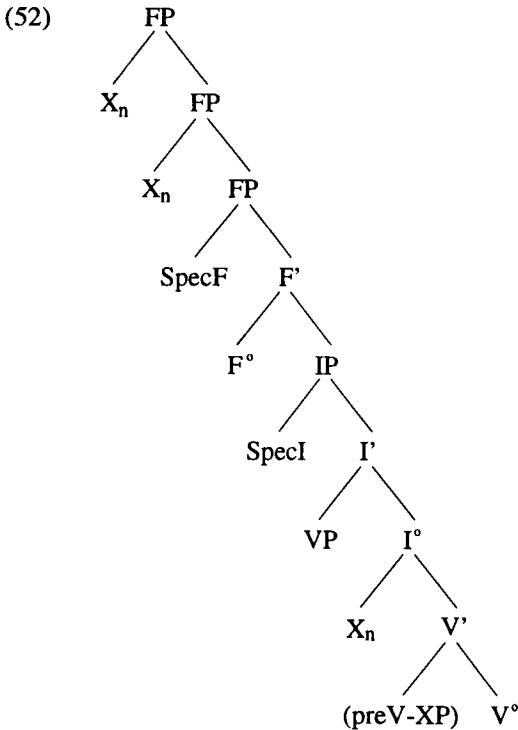 (52) FP
Xn FP
Xn FP
SpecF F’
F° IP
SpecI I’
VP I°
Xn V’
(preV-XP) V°